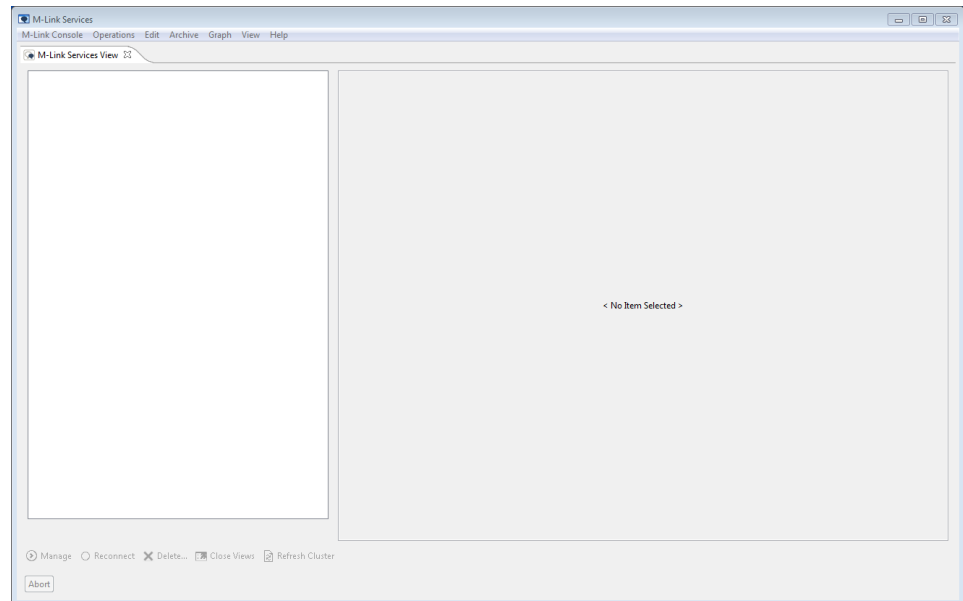 M-Link Services
M-Link Console Operations Edit Archive Graph View Help
M-Link Services View
< No Item Selected >
Manage Reconnect Delete... Close Views Refresh Cluster
Abort